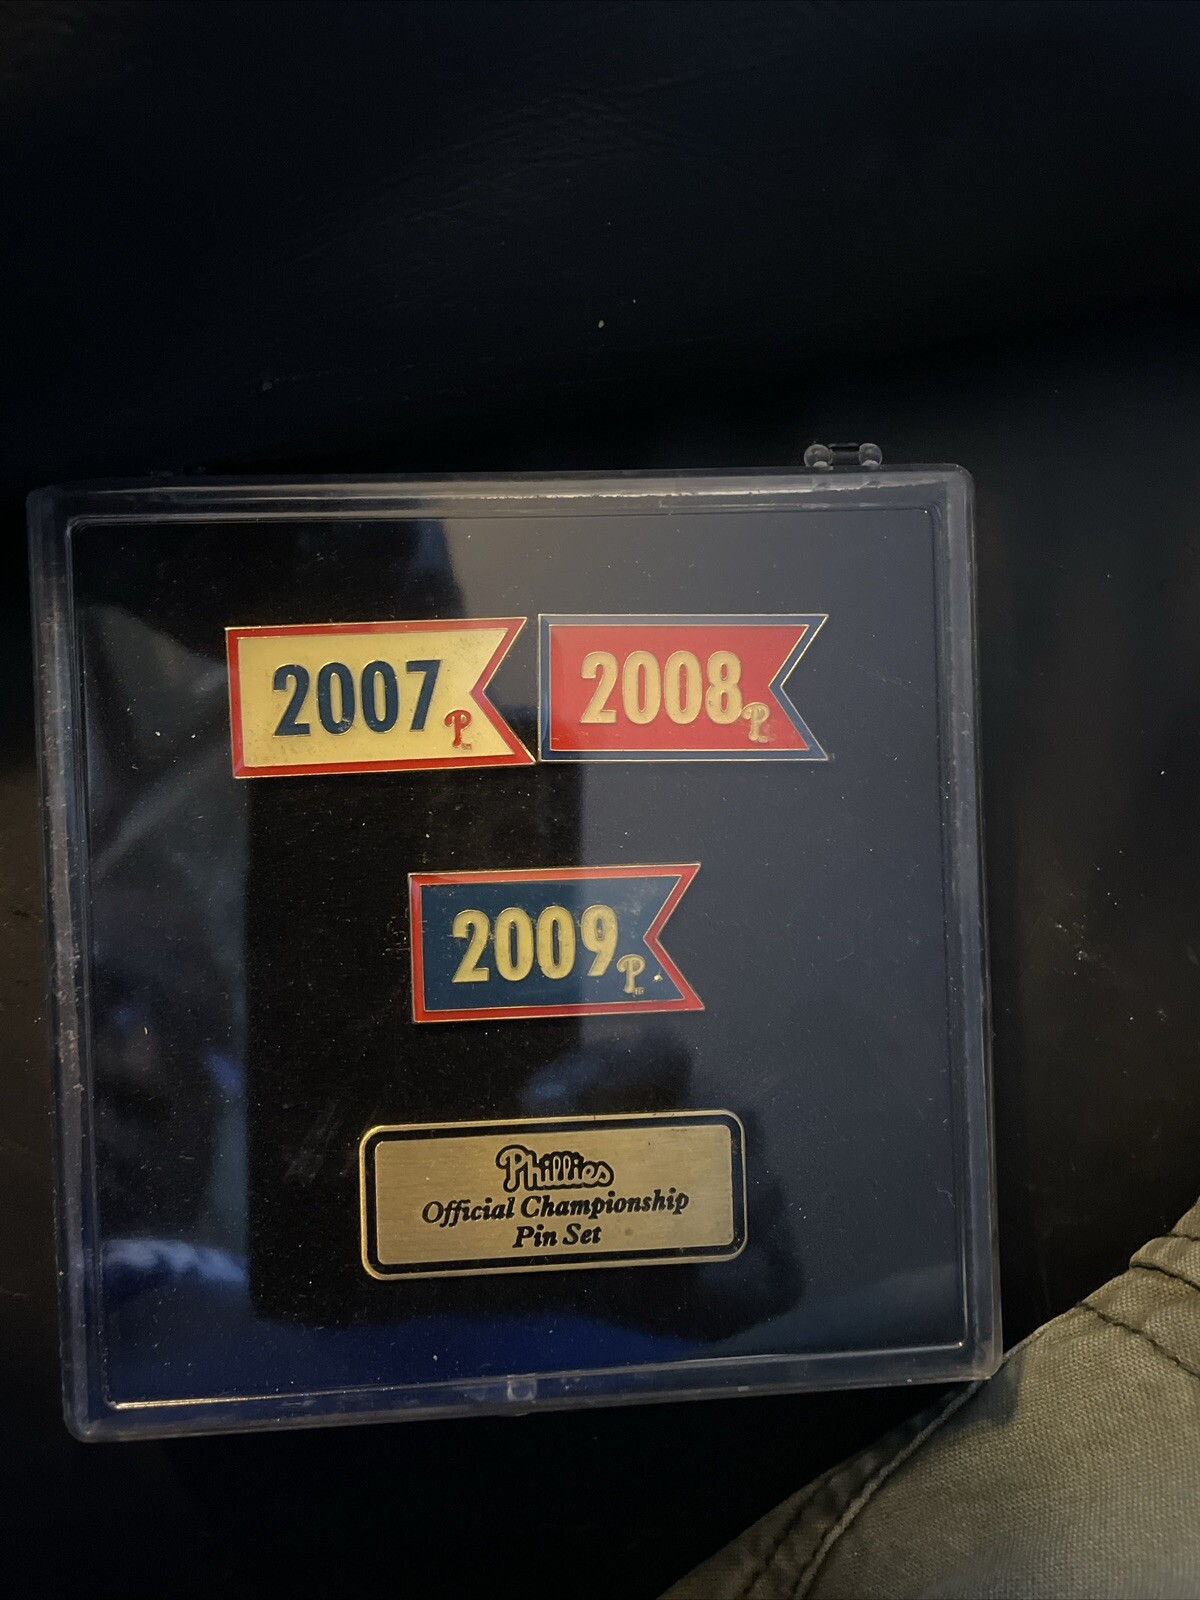 2007 P
2008 P
2009 P
Phillies
Official Championship
Pin Set